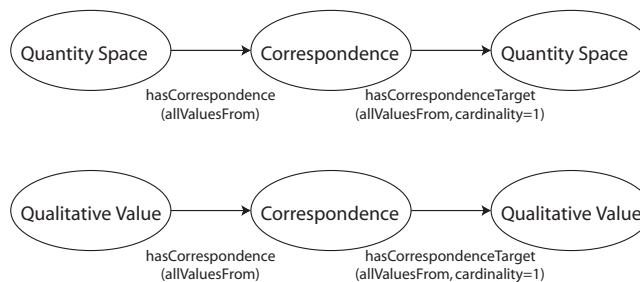 Quantity Space
Correspondence
Quantity Space
hasCorrespondence
(allValuesFrom)
hasCorrespondenceTarget
(allValuesFrom, cardinality=1)
Qualitative Value
Correspondence
Qualitative Value
hasCorrespondence
(allValuesFrom)
hasCorrespondenceTarget
(allValuesFrom, cardinality=1)